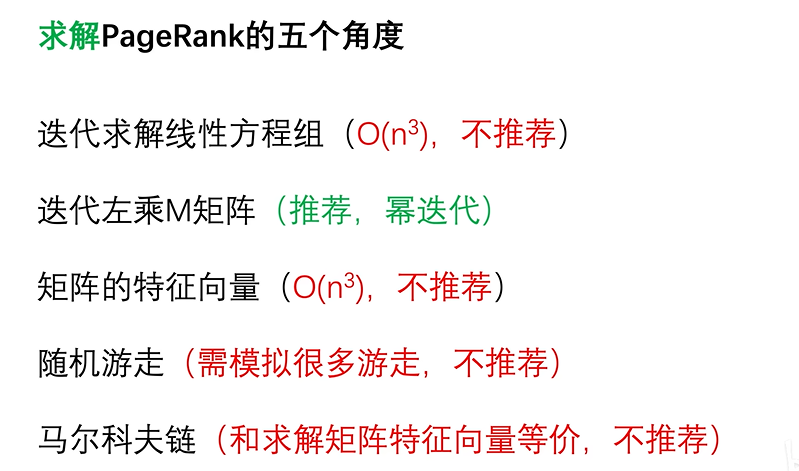 求解PageRank的五个角度
迭代求解线性方程组（O(n³)，不推荐）
迭代左乘M矩阵（推荐，幂迭代）
矩阵的特征向量（O(n³)，不推荐）
随机游走（需模拟很多游走，不推荐）
马尔科夫链（和求解矩阵特征向量等价，不推荐）